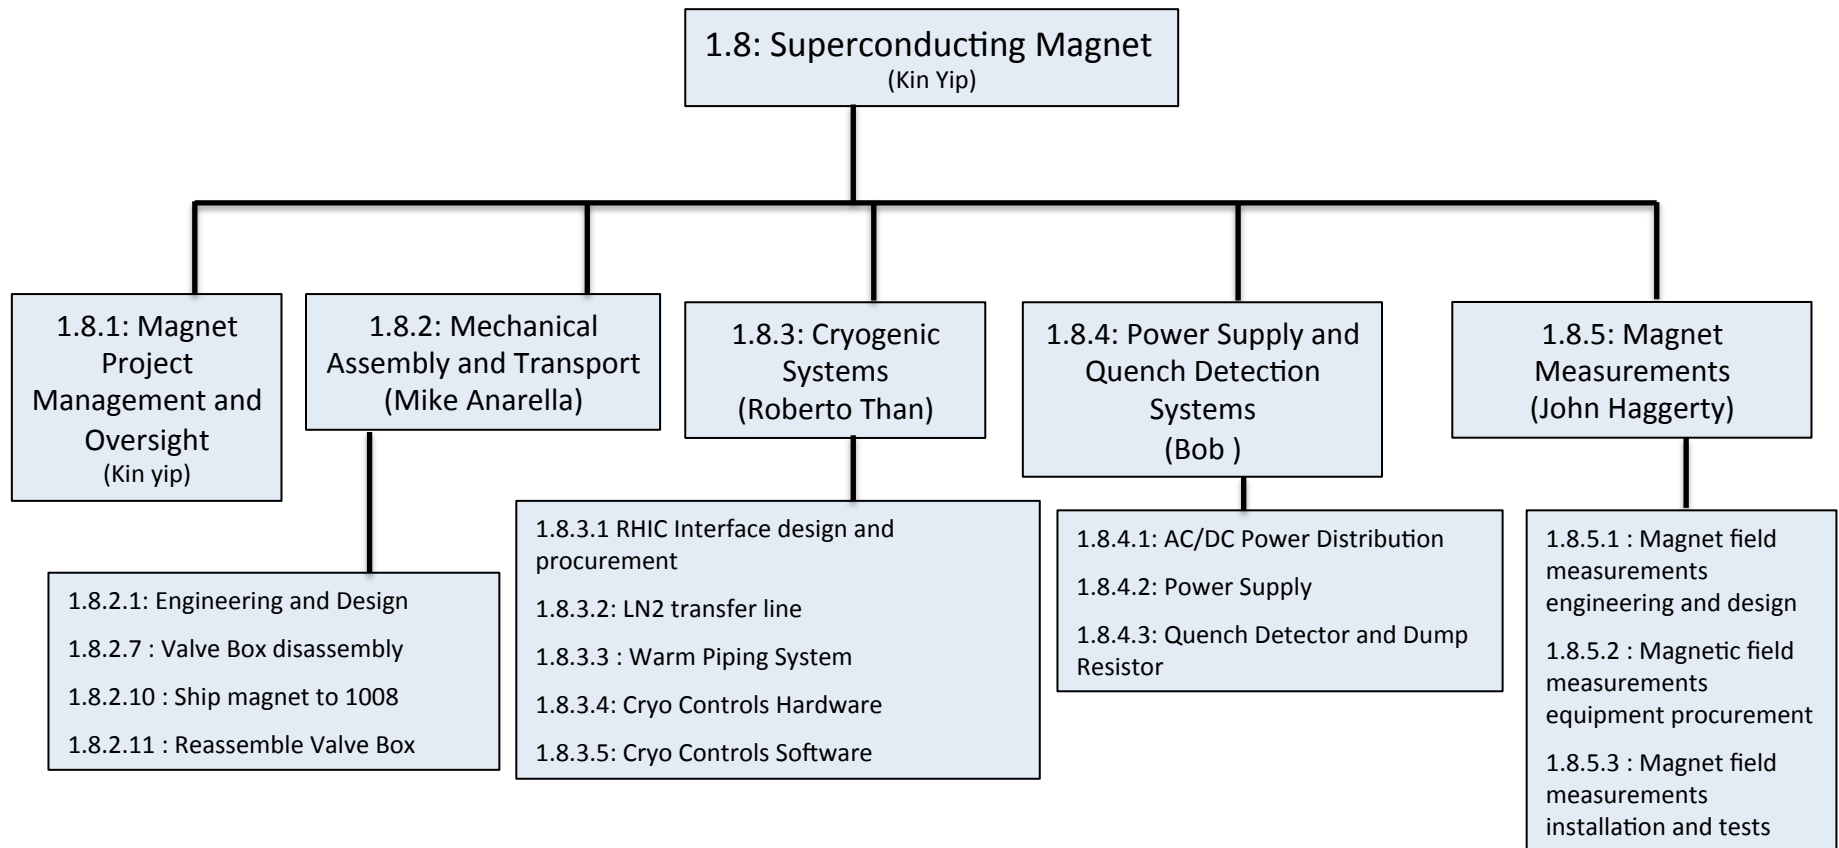 1.8: Superconducting Magnet
(Kin Yip)
1.8.1: Magnet
Project
Management and
Oversight
(Kin yip)
1.8.2: Mechanical
Assembly and Transport
(Mike Anarella)
1.8.3: Cryogenic
Systems
(Roberto Than)
1.8.4: Power Supply and
Quench Detection
Systems
(Bob )
1.8.5: Magnet
Measurements
(John Haggerty)
1.8.2.1: Engineering and Design
1.8.2.7 : Valve Box disassembly
1.8.2.10 : Ship magnet to 1008
1.8.2.11 : Reassemble Valve Box
1.8.3.1 RHIC Interface design and
procurement
1.8.3.2: LN2 transfer line
1.8.3.3 : Warm Piping System
1.8.3.4: Cryo Controls Hardware
1.8.3.5: Cryo Controls Software
1.8.4.1: AC/DC Power Distribution
1.8.4.2: Power Supply
1.8.4.3: Quench Detector and Dump
Resistor
1.8.5.1 : Magnet field
measurements
engineering and design
1.8.5.2 : Magnetic field
measurements
equipment procurement
1.8.5.3 : Magnet field
measurements
installation and tests